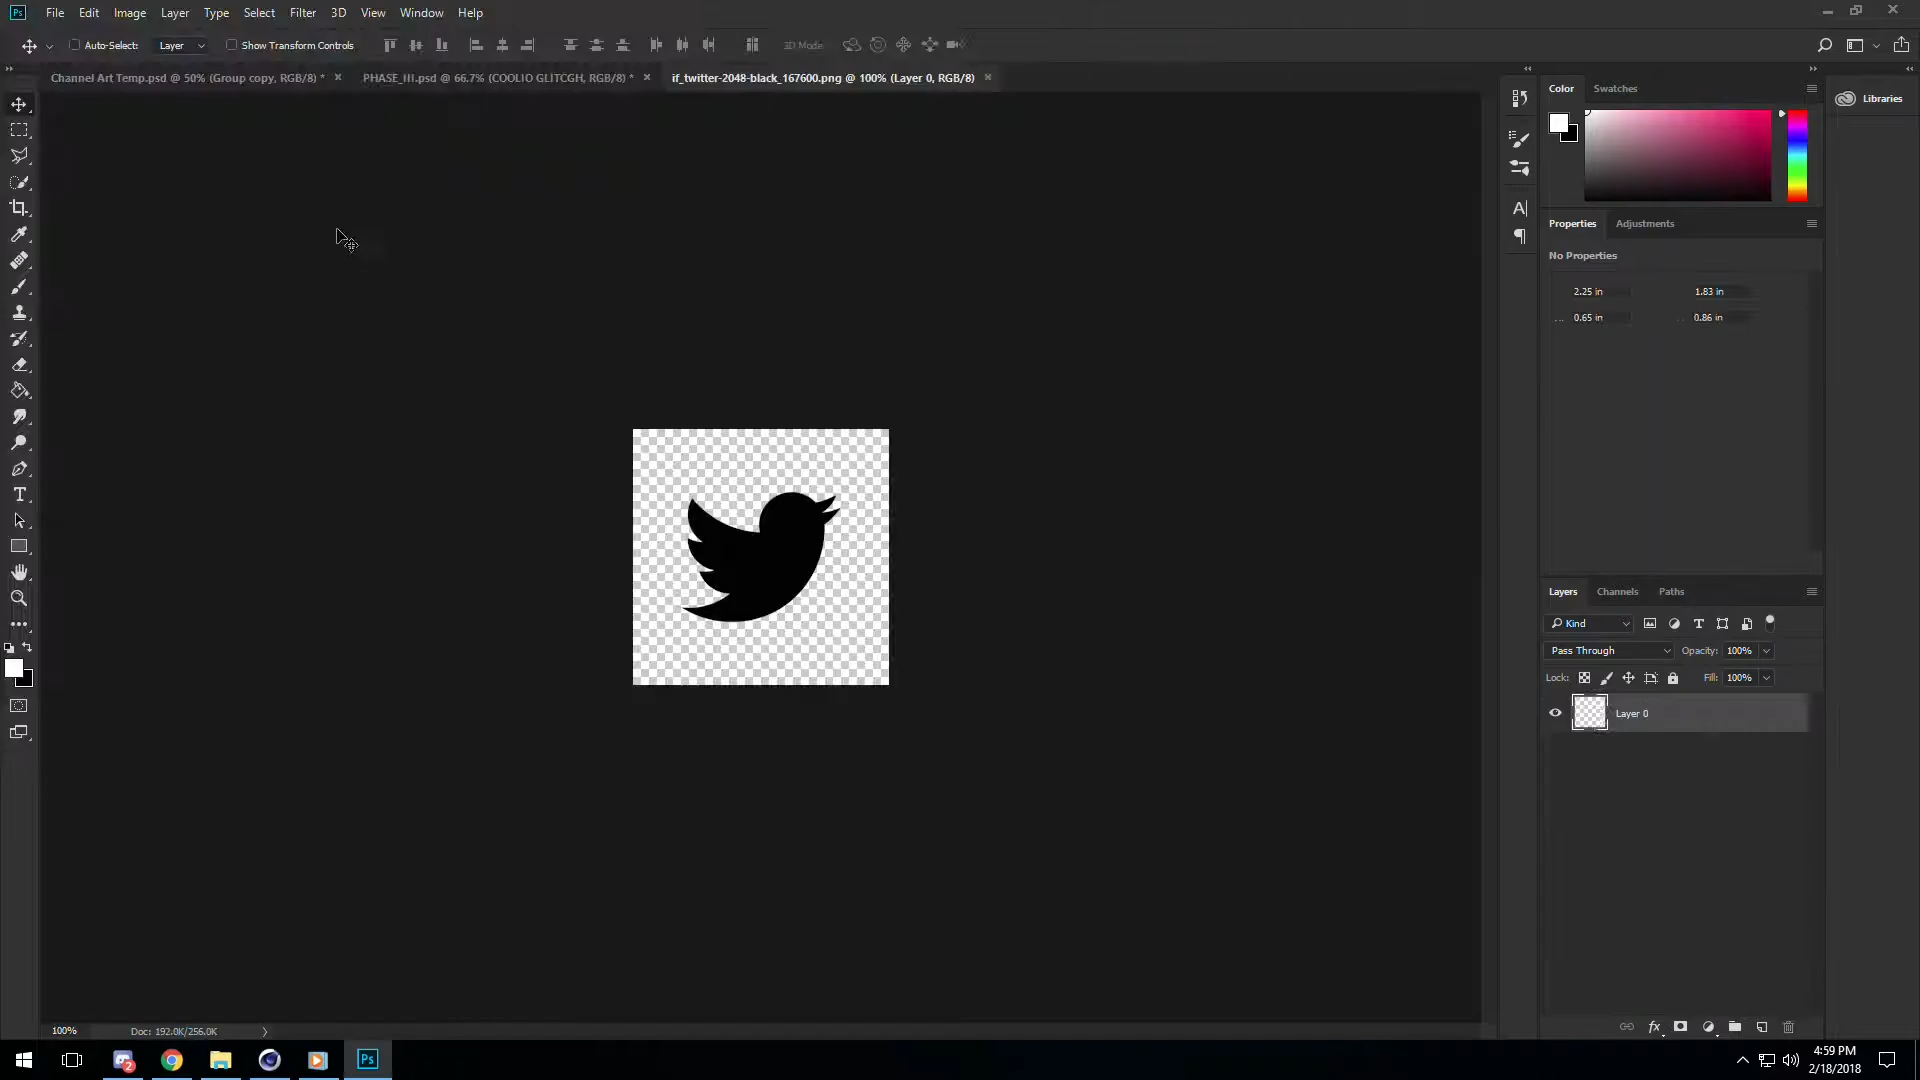 Ps File Edit Image Layer Type Select Filter 3D View Window Help
Auto-Select: Layer Show Transform Controls 3D Mode
Channel Art Temp.psd @ 50% (Group copy, RGB/8) * × PHASE_III.psd @ 66.7% (COOLIO GLITCGH, RGB/8) * × if_twitter-2048-black_167600.png @ 100% (Layer 0, RGB/8) ×
Color Swatches
Libraries
Properties Adjustments
No Properties
2.25 in 1.83 in
... 0.65 in ... 0.86 in
Layers Channels Paths
Kind
Pass Through Opacity: 100%
Lock: Fill: 100%
Layer 0
fx
100% Doc: 192.0K/256.0K
2
Ps
4:59 PM
2/18/2018